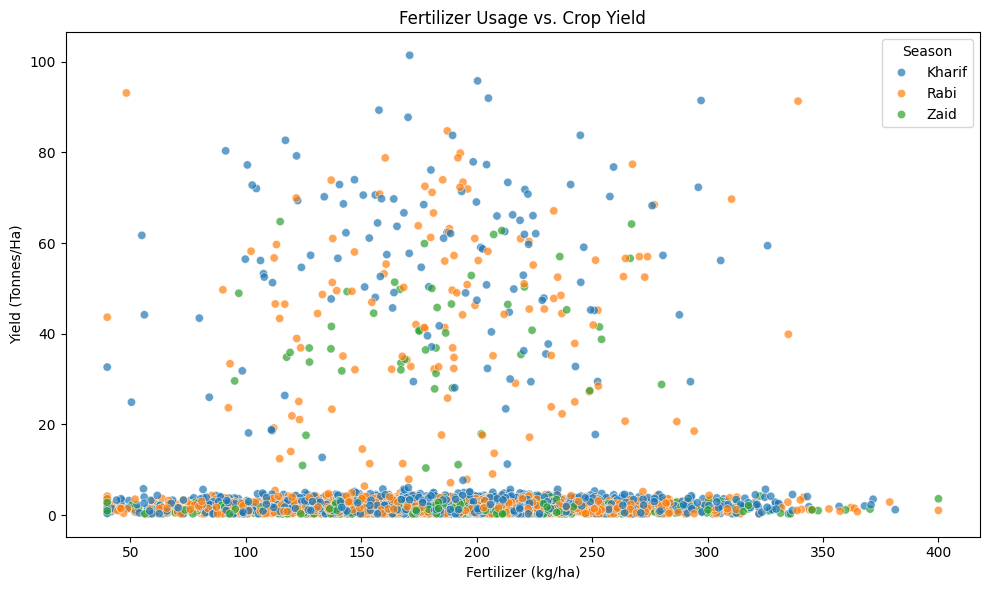 Fertilizer Usage vs. Crop Yield
Season
Kharif
Rabi
Zaid
Yield (Tonnes/Ha)
100
80
60
40
20
0
50
100
150
200
250
300
350
400
Fertilizer (kg/ha)